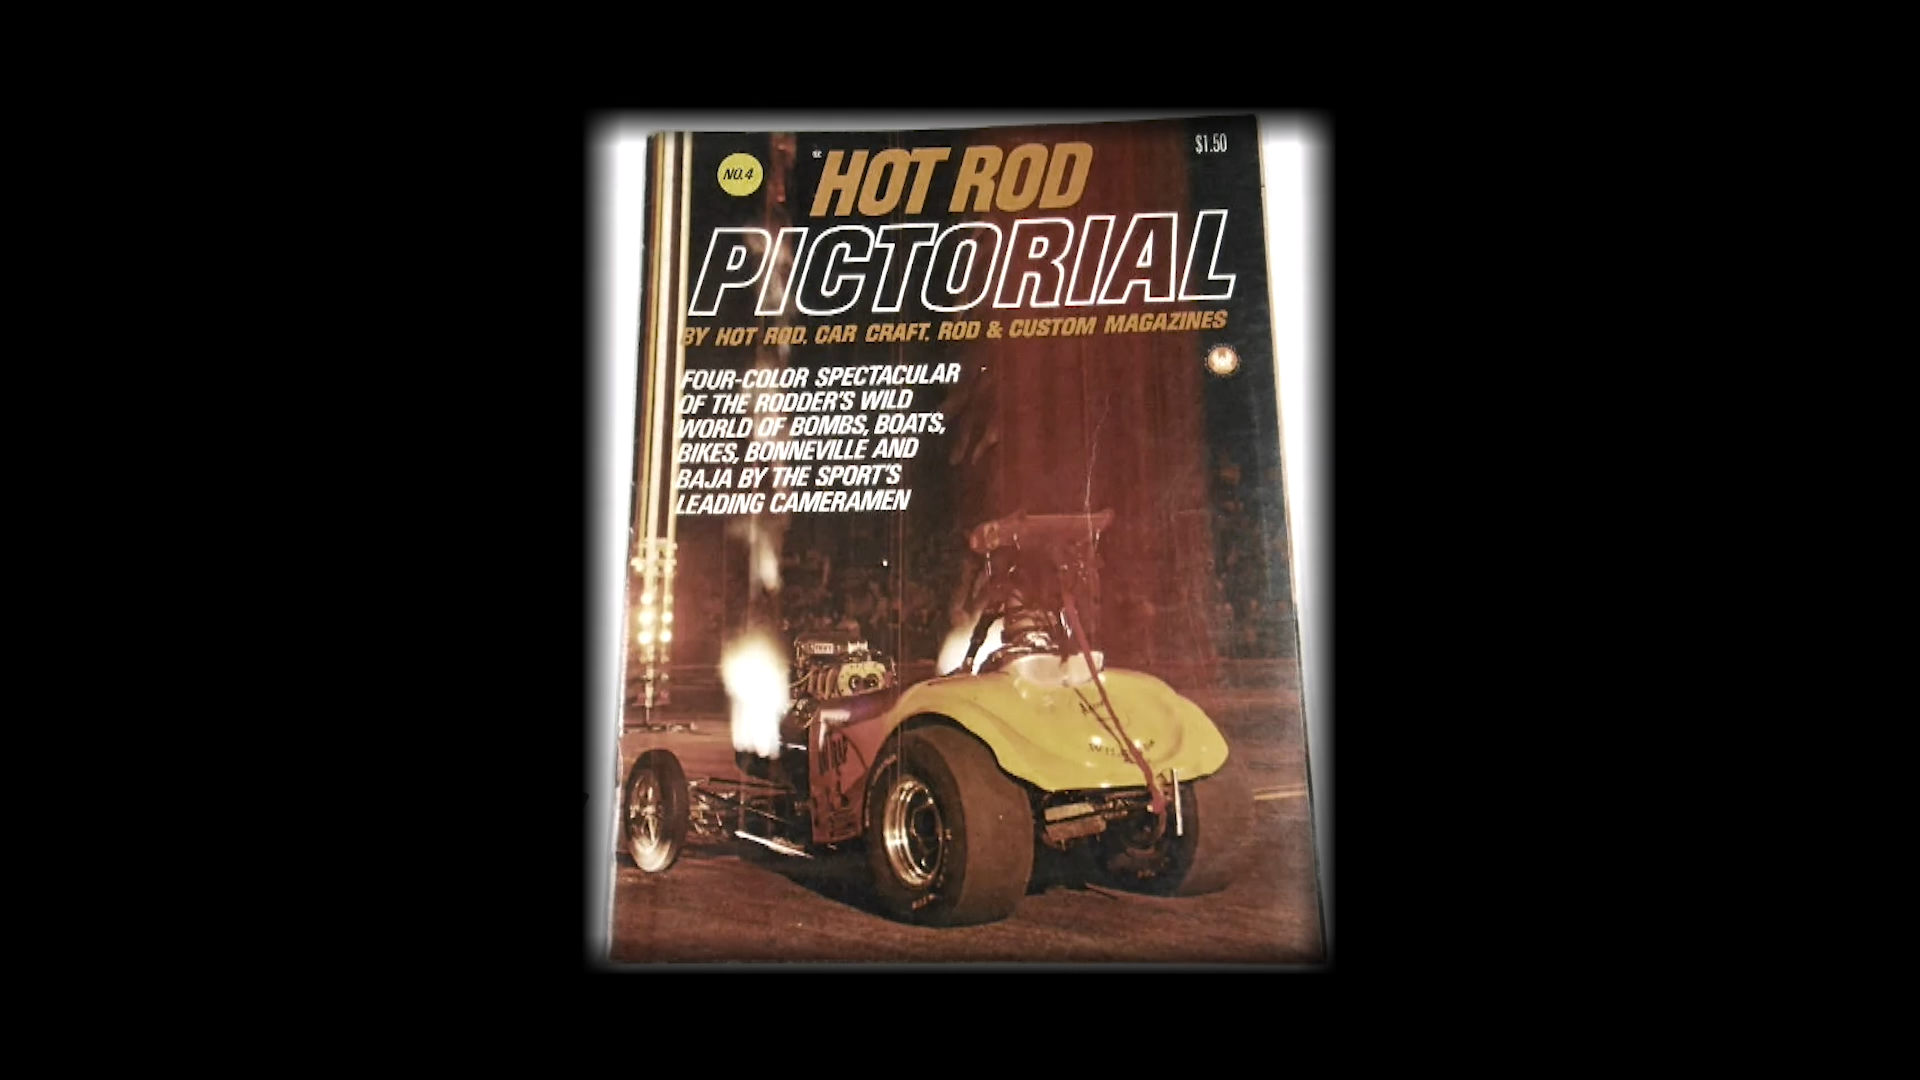 NO.4
$1.50
HOT ROD
PICTORIAL
BY HOT ROD, CAR CRAFT, ROD & CUSTOM MAGAZINES
FOUR-COLOR SPECTACULAR
OF THE RODDER'S WILD
WORLD OF BOMBS, BOATS,
BIKES, BONNEVILLE AND
BAJA BY THE SPORT'S
LEADING CAMERAMEN